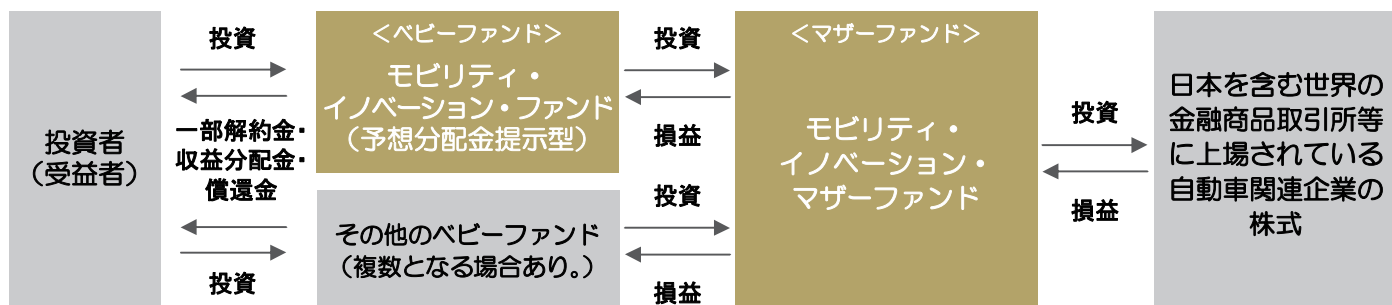 投資者
（受益者）
投資
一部解約金・
収益分配金・
償還金
投資
＜ベビーファンド＞
モビリティ・
イノベーション・ファンド
（予想分配金提示型）
その他のベビーファンド
（複数となる場合あり。）
投資
損益
投資
損益
＜マザーファンド＞
モビリティ・
イノベーション・
マザーファンド
投資
損益
日本を含む世界の
金融商品取引所等
に上場されている
自動車関連企業の
株式